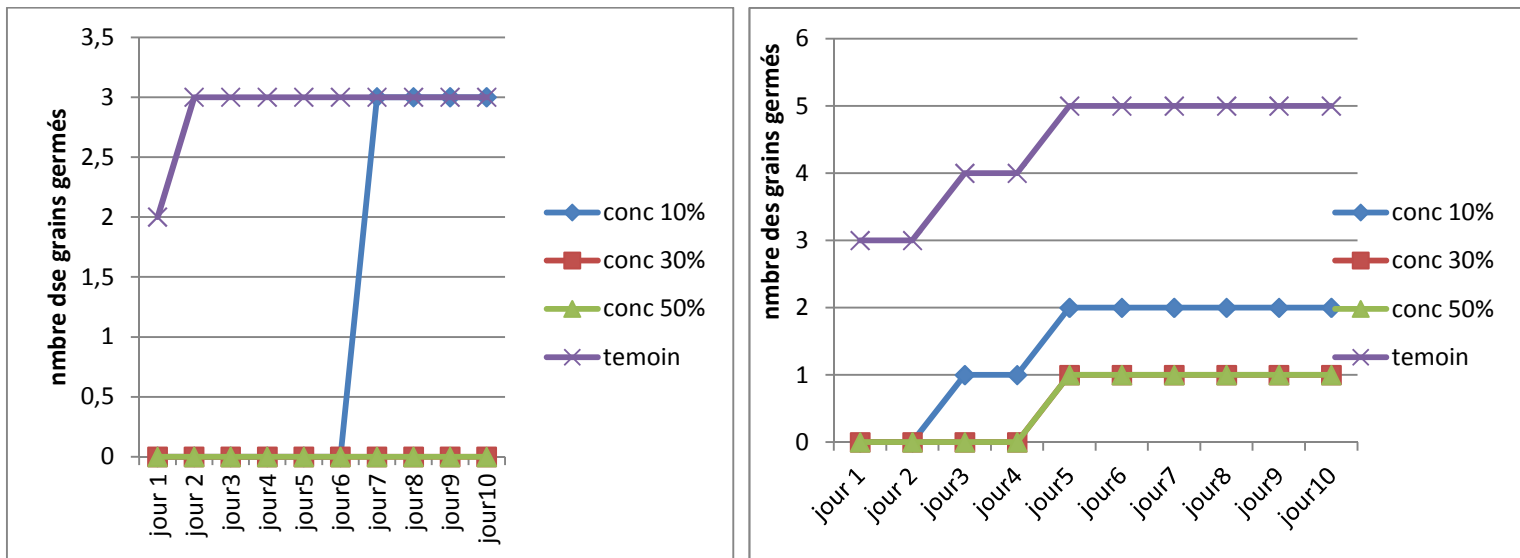 nmbre dse grains germés
3,5
3
2,5
2
1,5
1
0,5
0
jour 1
jour 2
jour3
jour4
jour5
jour6
jour7
jour8
jour9
jour10
conc 10%
conc 30%
conc 50%
temoin
nmbre des grains germés
6
5
4
3
2
1
0
jour 1
jour 2
jour3
jour4
jour5
jour6
jour7
jour8
jour9
jour10
conc 10%
conc 30%
conc 50%
temoin